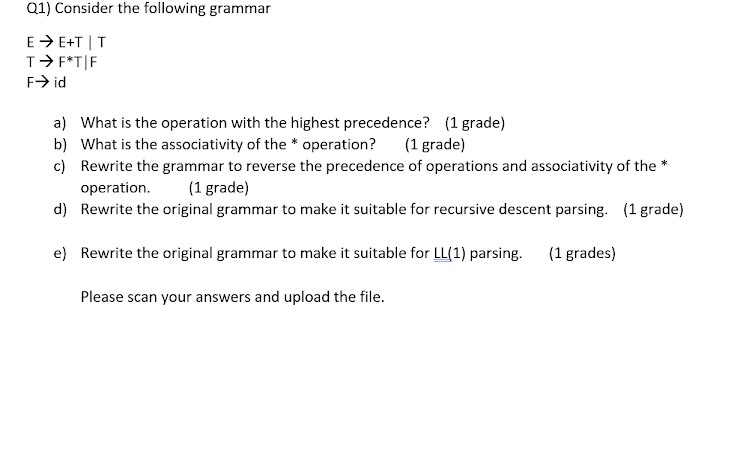 Q1) Consider the following grammar
E → E+T | T
T → F*T|F
F → id
a) What is the operation with the highest precedence? (1 grade)
b) What is the associativity of the * operation? (1 grade)
c) Rewrite the grammar to reverse the precedence of operations and associativity of the *
operation. (1 grade)
d) Rewrite the original grammar to make it suitable for recursive descent parsing. (1 grade)
e) Rewrite the original grammar to make it suitable for LL(1) parsing. (1 grades)
Please scan your answers and upload the file.